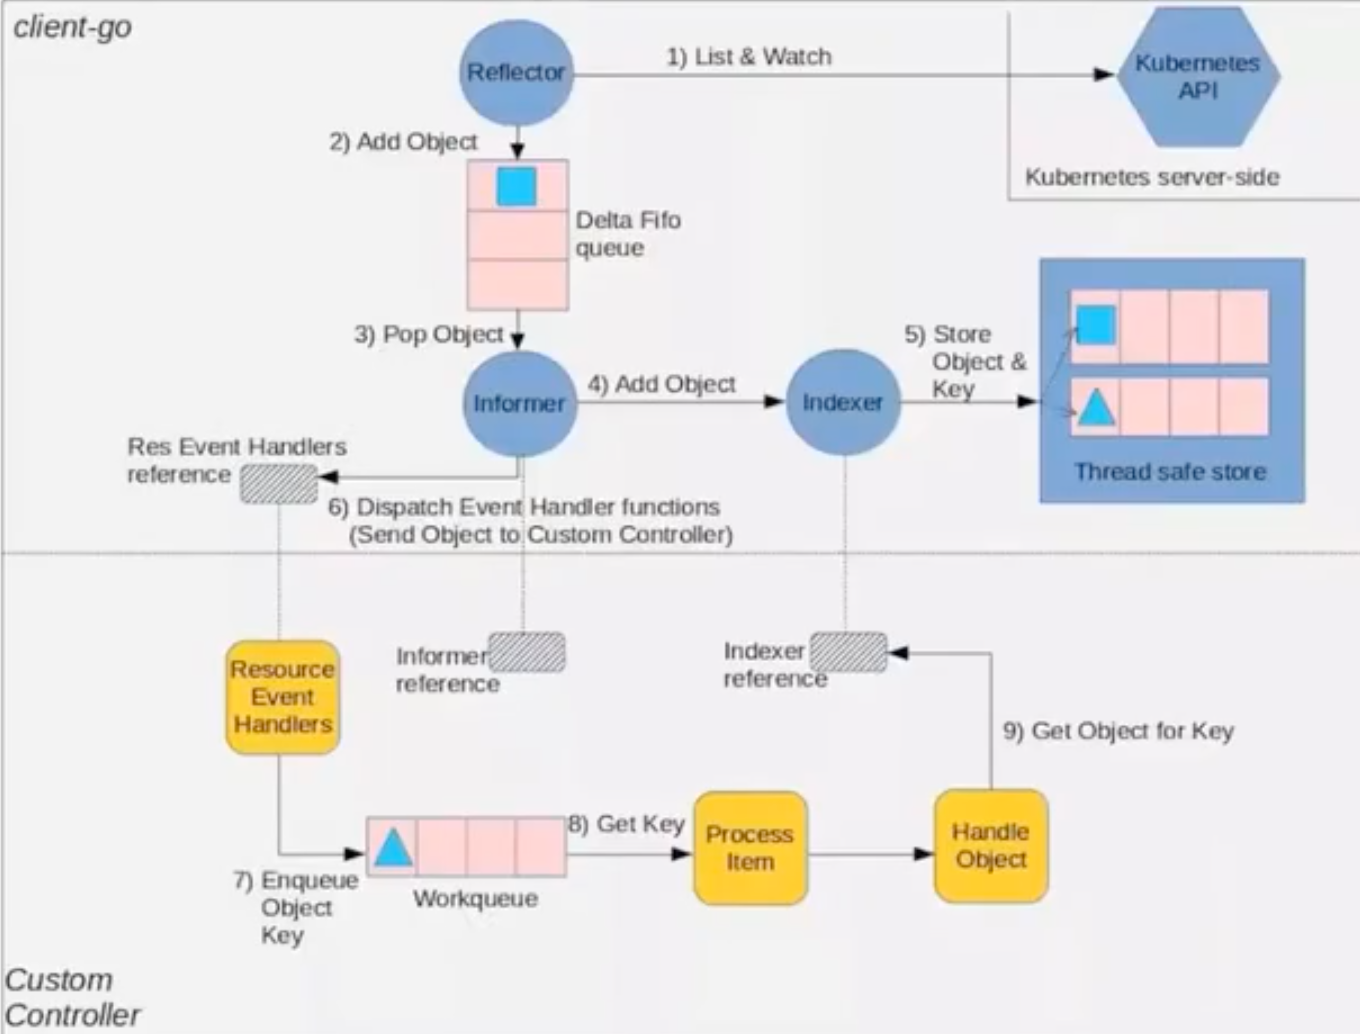 client-go
Reflector
1) List & Watch
Kubernetes
API
Kubernetes server-side
2) Add Object
Delta Fifo
queue
3) Pop Object
Informer
4) Add Object
Indexer
5) Store
Object &
Key
Thread safe store
Res Event Handlers
reference
6) Dispatch Event Handler functions
(Send Object to Custom Controller)
Resource
Event
Handlers
Informer
reference
Indexer
reference
9) Get Object for Key
7) Enqueue
Object
Key
Workqueue
8) Get Key
Process
Item
Handle
Object
Custom
Controller